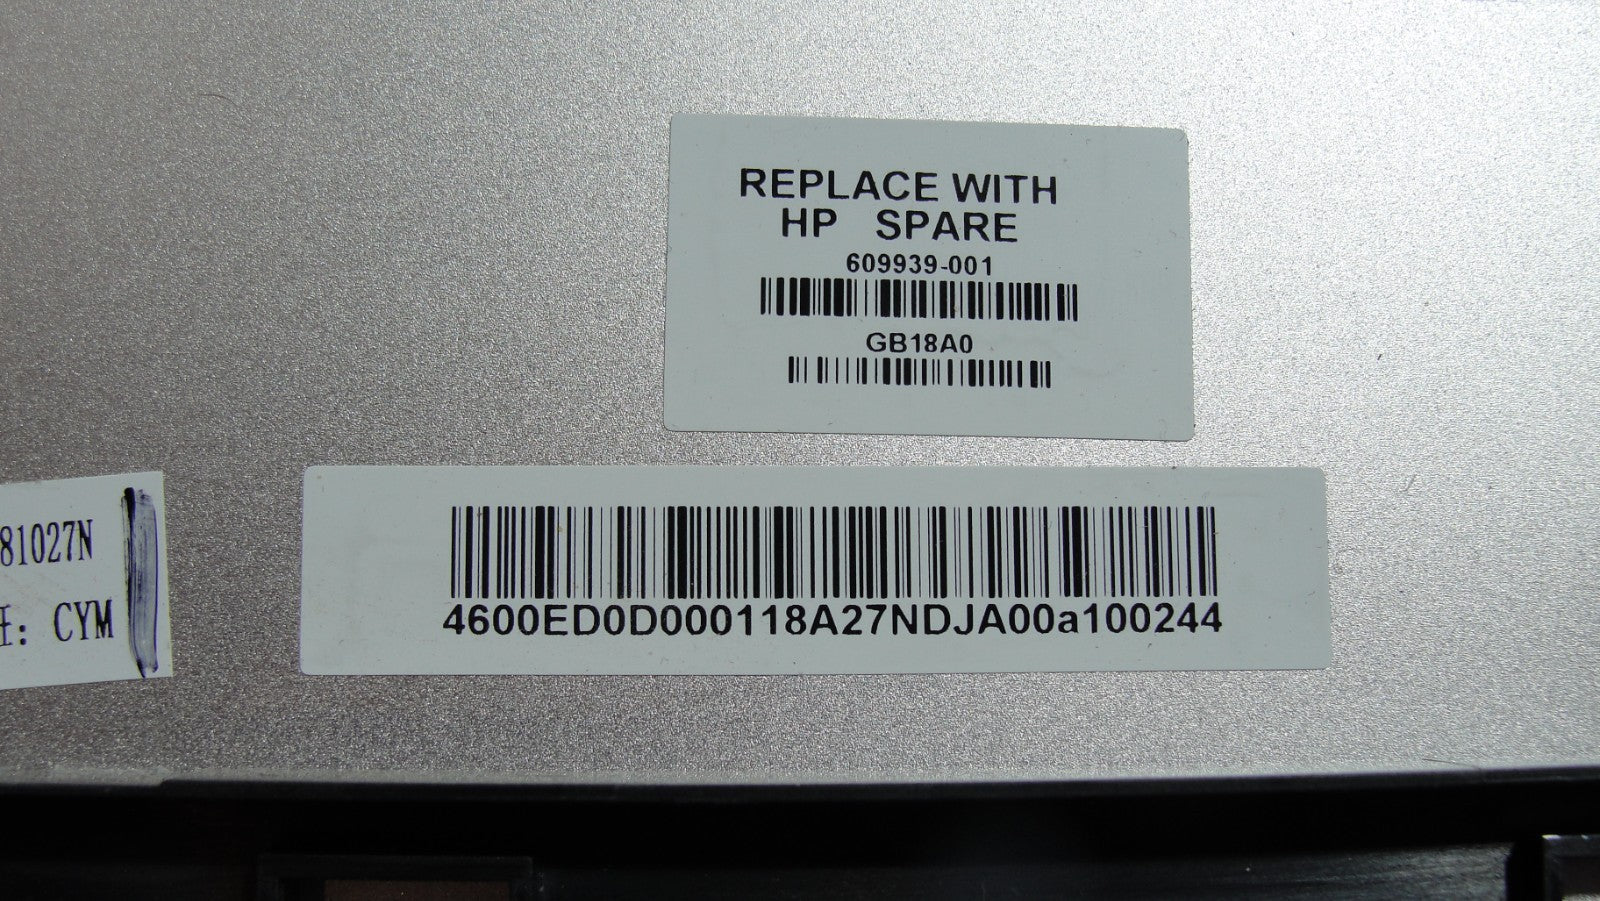 REPLACE WITH
HP SPARE
609939-001
GB18A0
81027N
: CYM
4600ED0D000118A27NDJA00a100244